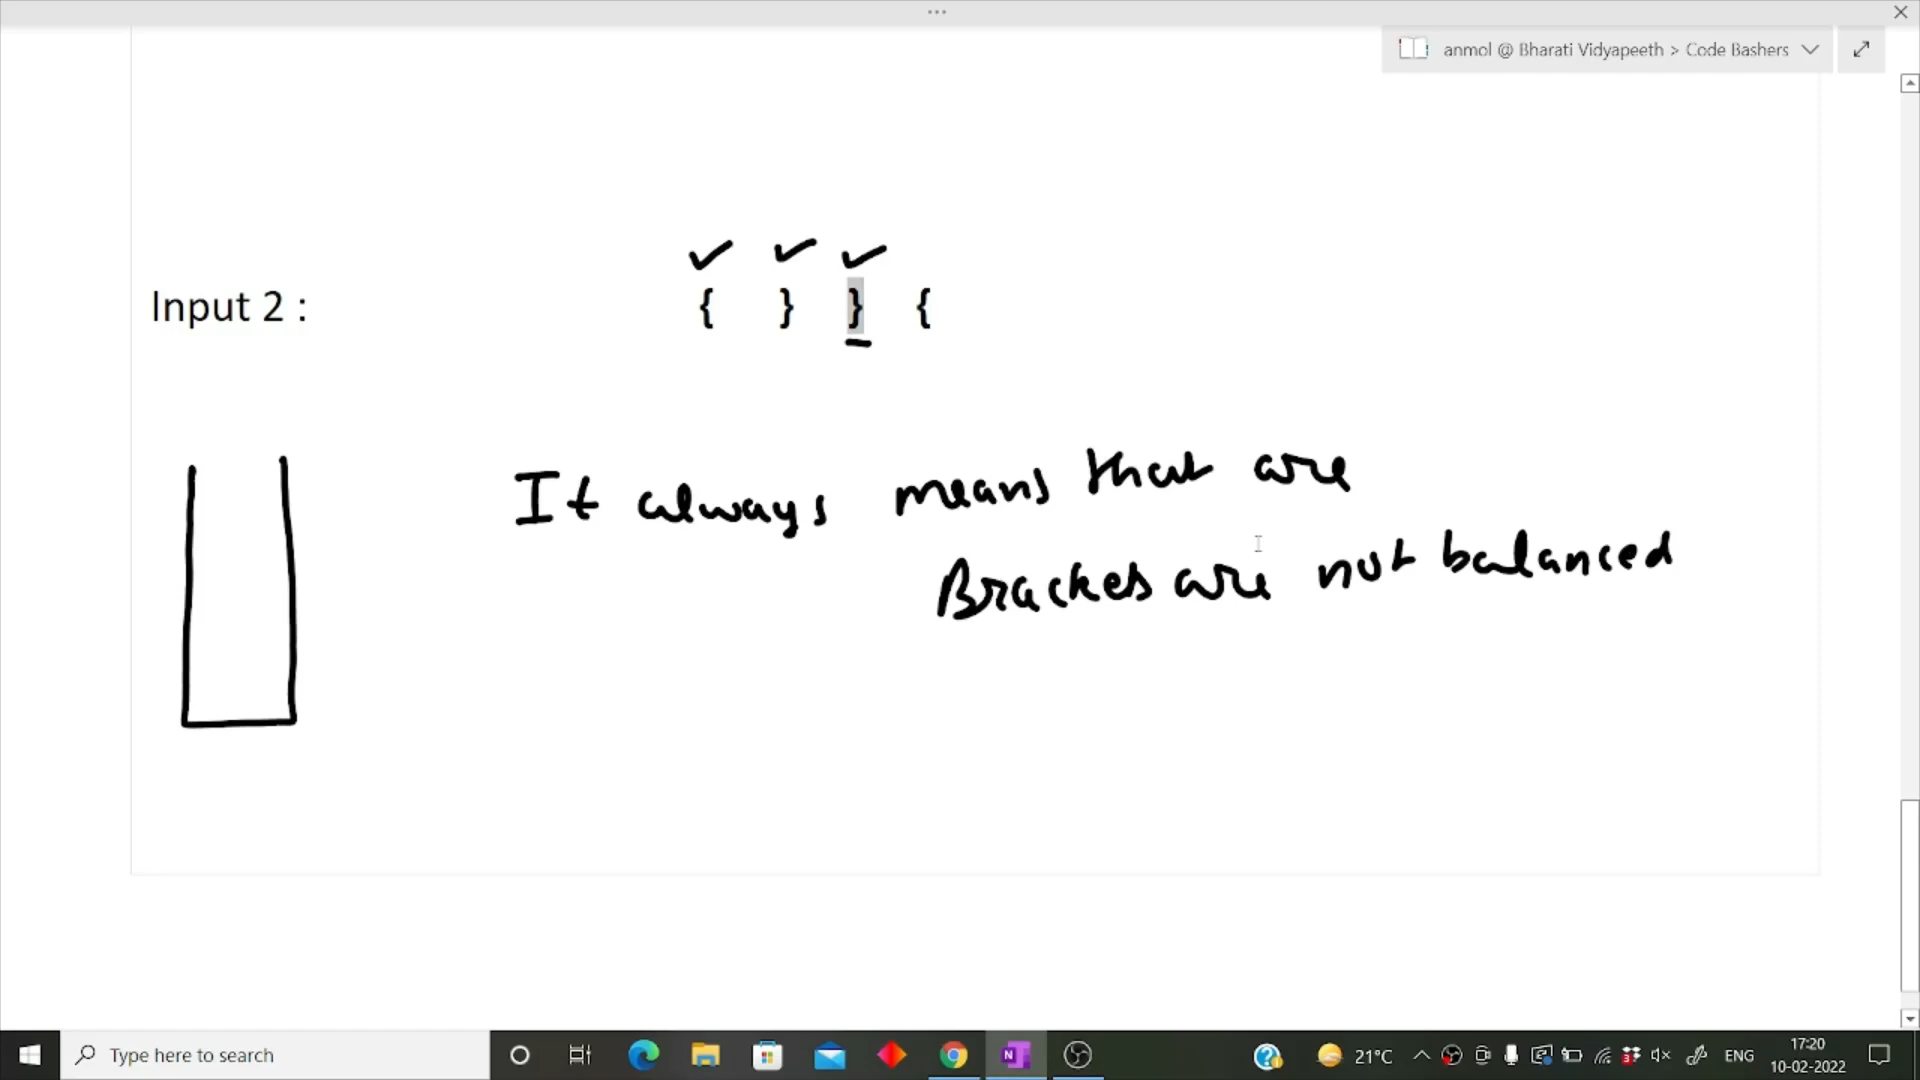 ...
anmol @ Bharati Vidyapeeth > Code Bashers
Input 2 :
{ } } {
It always means that are
Brackes are not balanced
Type here to search
21°C
ENG
17:20
10-02-2022